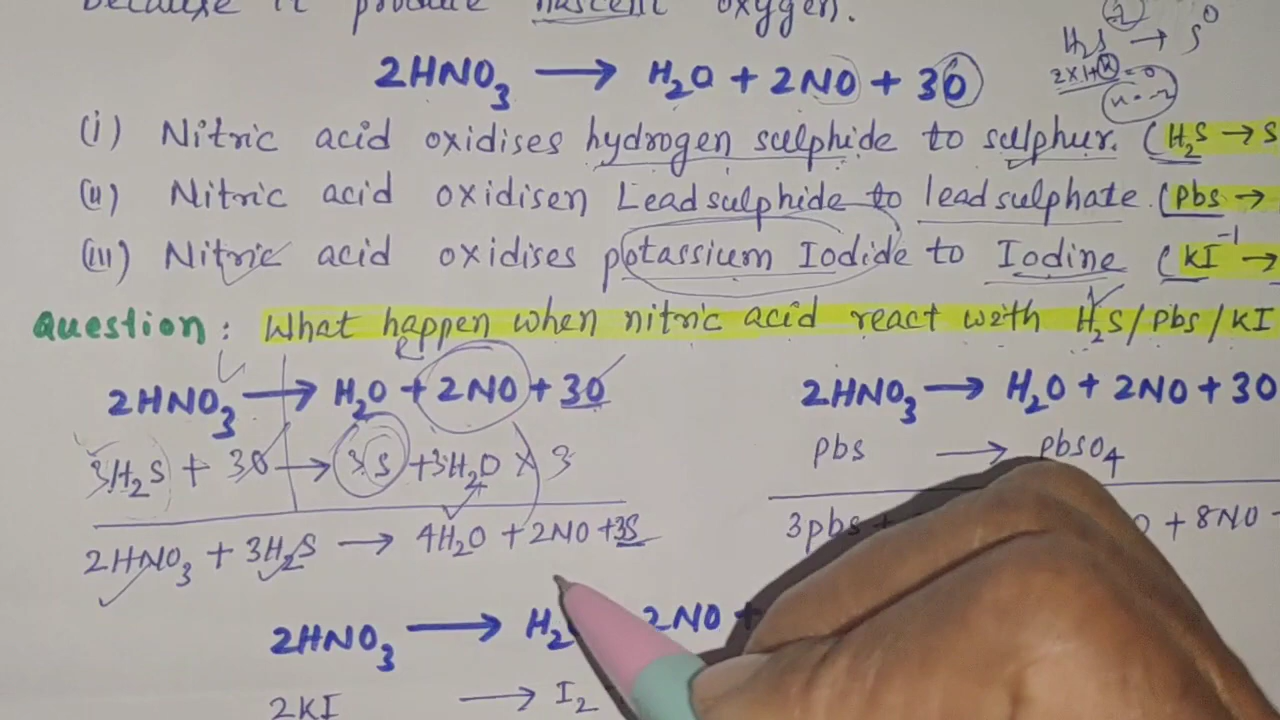 because it produce nascent oxygen.
2HNO₃ → H₂O + 2NO + 3O
H₂S → S⁰
(i) Nitric acid oxidises hydrogen sulphide to sulphur. (H₂S → S
(ii) Nitric acid oxidisen Lead sulphide to lead sulphate. (pbs →
(iii) Nitric acid oxidises potassium Iodide to Iodine (KI⁻¹ →
Question: What happen when nitric acid react with H₂S/pbs/KI
2HNO₃ → H₂O + 2NO + 3O
3H₂S + 3O → 3S + 3H₂O × 3
2HNO₃ + 3H₂S → 4H₂O + 2NO + 3S
2HNO₃ → H₂O + 2NO + 3O
pbs → pbSO₄
3pbs + + 8NO
2HNO₃ → H₂ 2NO +
2KI → I₂